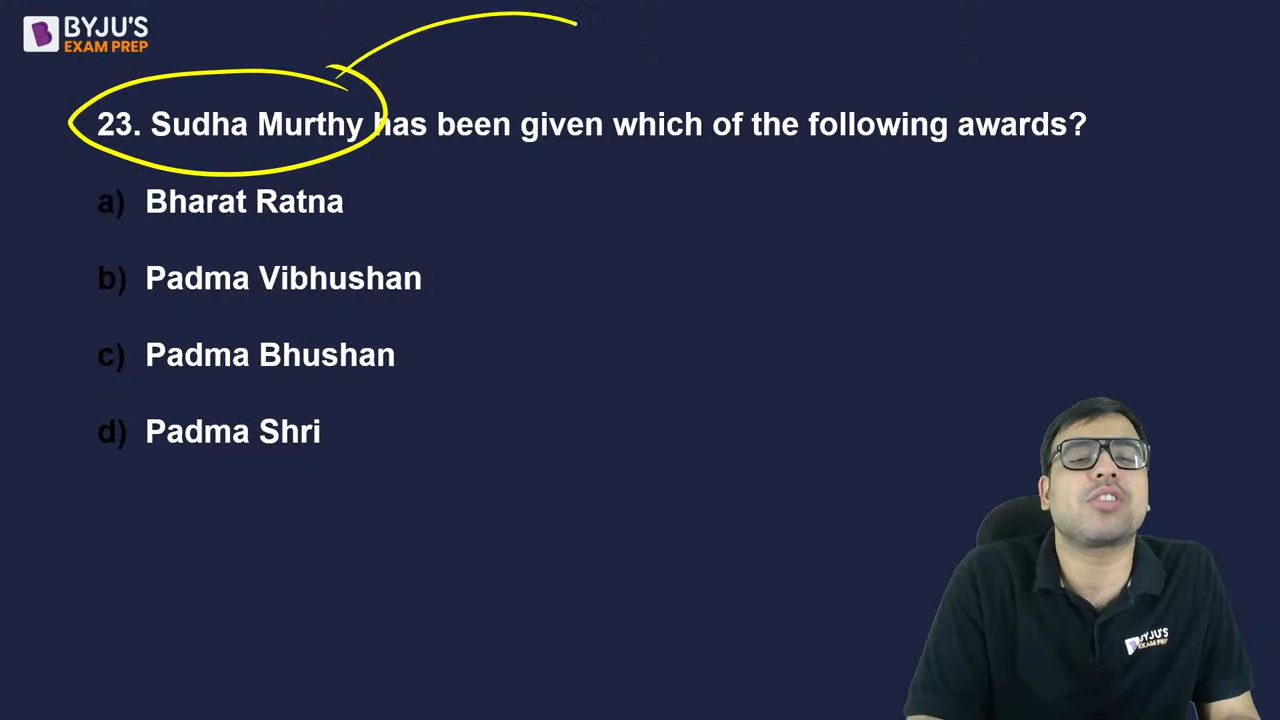 BYJU'S
EXAM PREP
23. Sudha Murthy has been given which of the following awards?
a) Bharat Ratna
b) Padma Vibhushan
c) Padma Bhushan
d) Padma Shri
BYJU'S
EXAM PREP